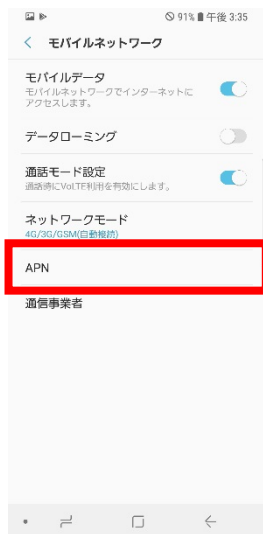 91% 午後 3:35
モバイルネットワーク
モバイルデータ
モバイルネットワークでインターネットに
アクセスします。
データローミング
通話モード設定
通話時にVoLTE利用を有効にします。
ネットワークモード
4G/3G/GSM(自動接続)
APN
通信事業者